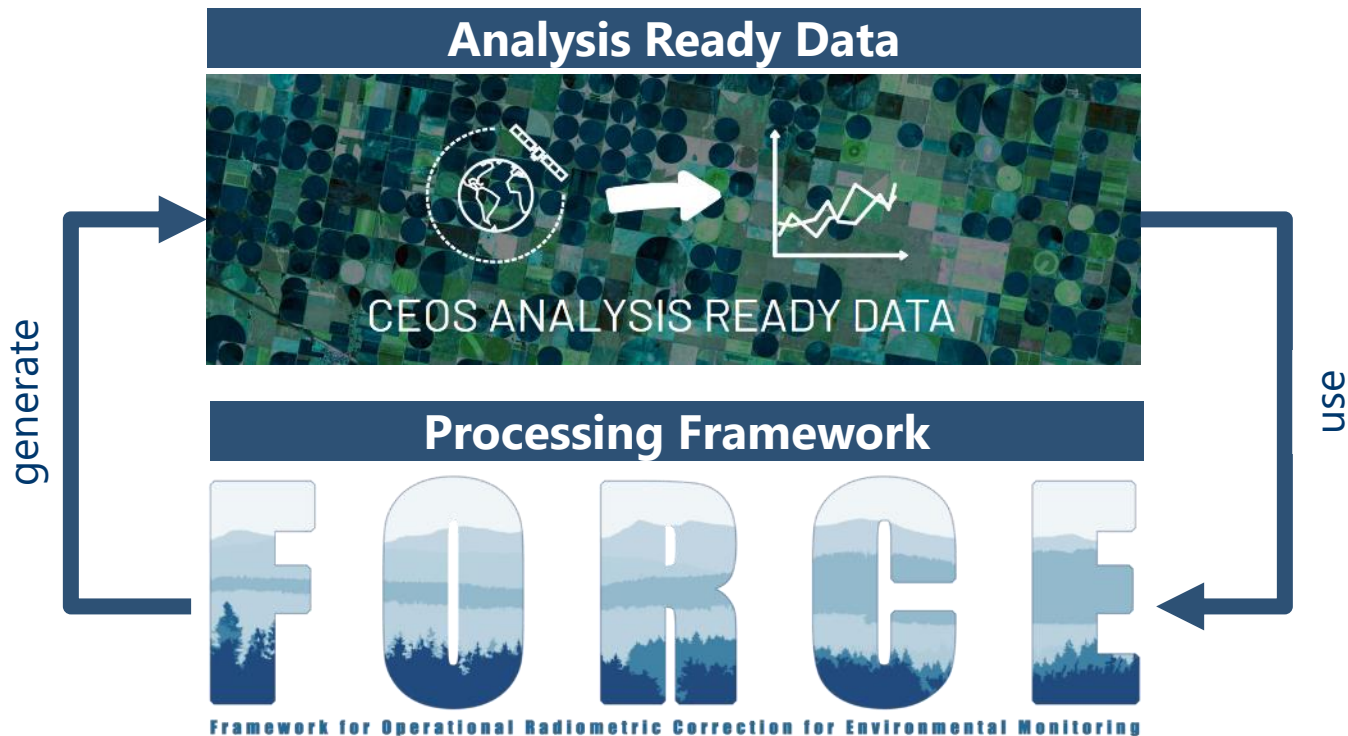 Analysis Ready Data
CEOS ANALYSIS READY DATA
generate
use
Processing Framework
FORCE
Framework for Operational Radiometric Correction for Environmental Monitoring